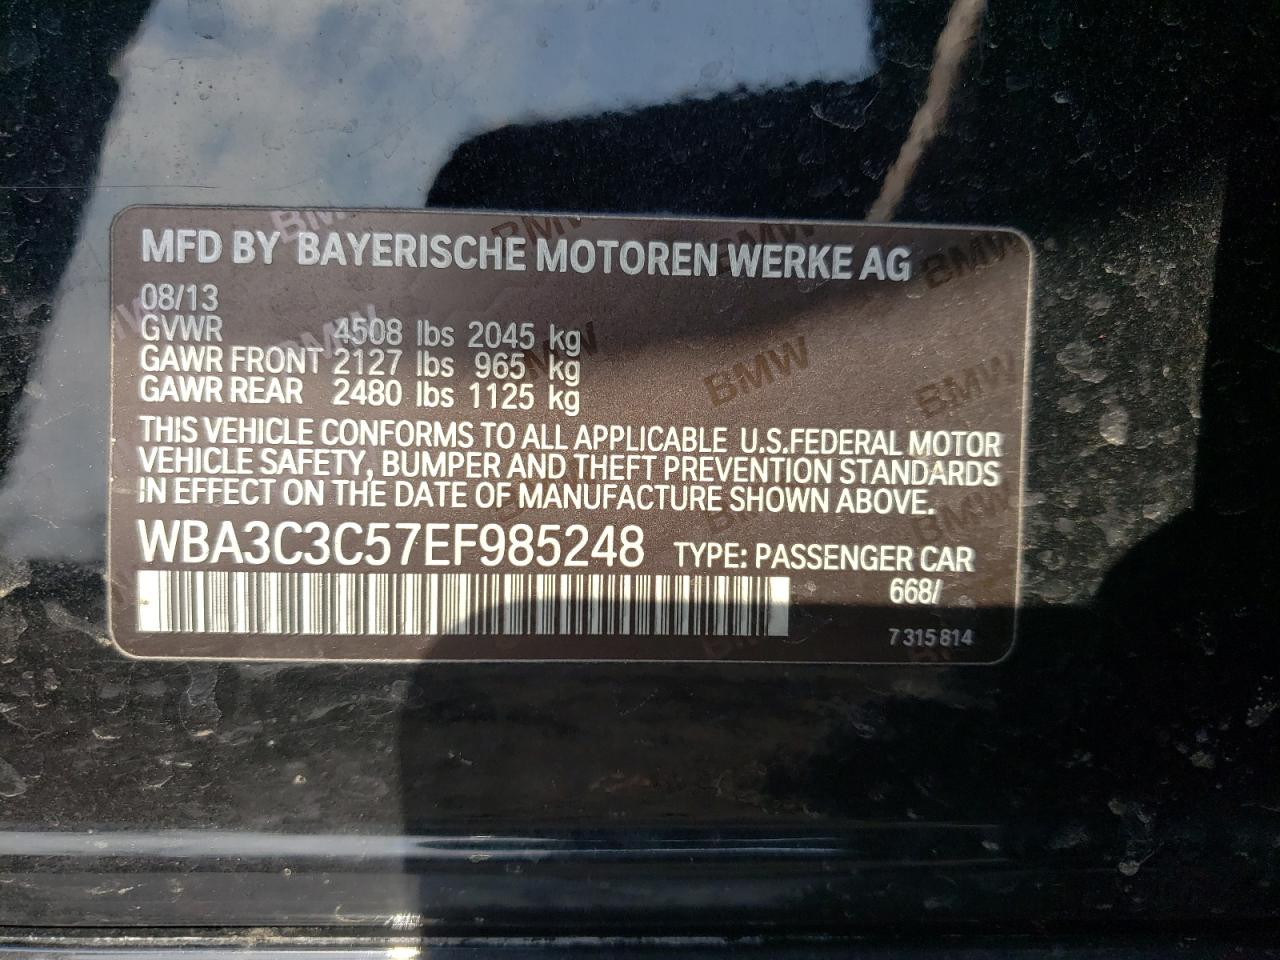 MFD BY BAYERISCHE MOTOREN WERKE AG
08/13
GVWR 4508 lbs 2045 kg
GAWR FRONT 2127 lbs 965 kg
GAWR REAR 2480 lbs 1125 kg
THIS VEHICLE CONFORMS TO ALL APPLICABLE U.S.FEDERAL MOTOR
VEHICLE SAFETY, BUMPER AND THEFT PREVENTION STANDARDS
IN EFFECT ON THE DATE OF MANUFACTURE SHOWN ABOVE.
WBA3C3C57EF985248 TYPE: PASSENGER CAR
668/
7 315 814